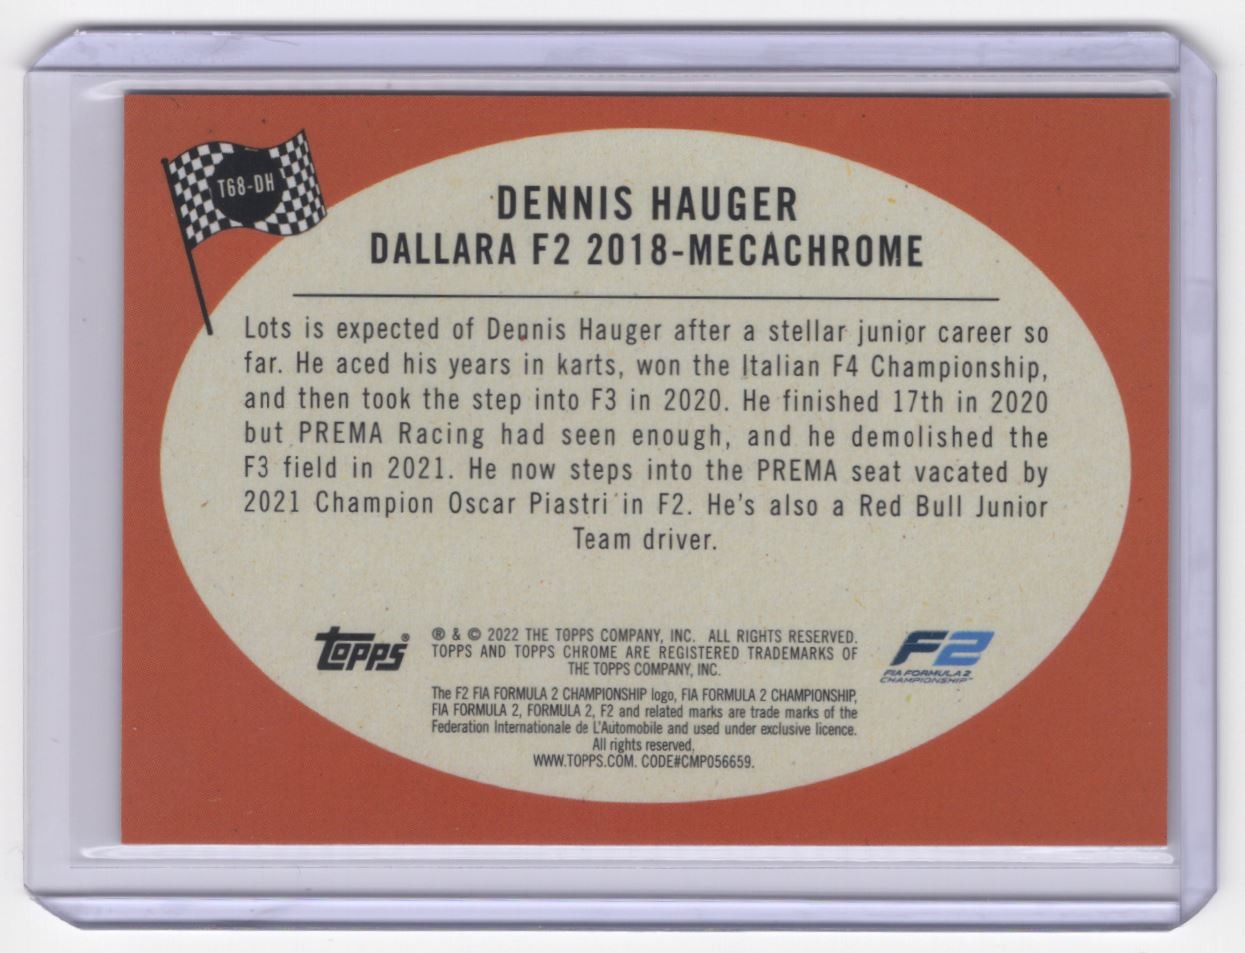 T68-DH
DENNIS HAUGER
DALLARA F2 2018-MECACHROME
Lots is expected of Dennis Hauger after a stellar junior career so
far. He aced his years in karts, won the Italian F4 Championship,
and then took the step into F3 in 2020. He finished 17th in 2020
but PREMA Racing had seen enough, and he demolished the
F3 field in 2021. He now steps into the PREMA seat vacated by
2021 Champion Oscar Piastri in F2. He's also a Red Bull Junior
Team driver.
topps®
® & © 2022 THE TOPPS COMPANY, INC. ALL RIGHTS RESERVED.
TOPPS AND TOPPS CHROME ARE REGISTERED TRADEMARKS OF
THE TOPPS COMPANY, INC.
The F2 FIA FORMULA 2 CHAMPIONSHIP logo, FIA FORMULA 2 CHAMPIONSHIP,
FIA FORMULA 2, FORMULA 2, F2 and related marks are trade marks of the
Federation Internationale de L'Automobile and used under exclusive licence.
All rights reserved.
WWW.TOPPS.COM. CODE#CMP056659.
F2
FIA FORMULA 2
CHAMPIONSHIP™